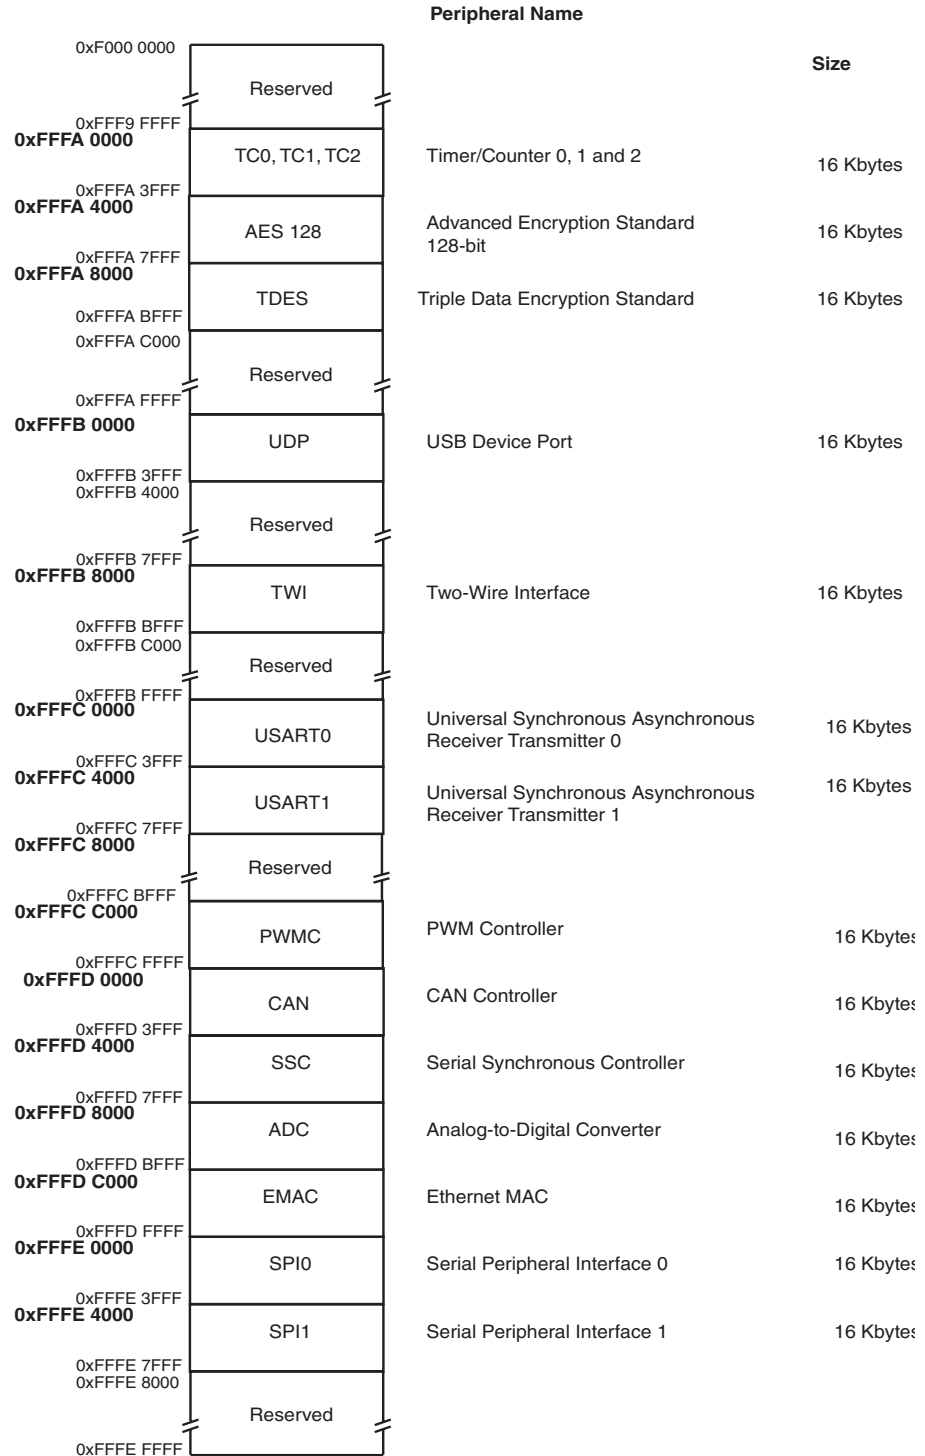 Peripheral Name
0xF000 0000
Size
Reserved
0xFFF9 FFFF
0xFFFA 0000
TC0, TC1, TC2 Timer/Counter 0, 1 and 2 16 Kbytes
0xFFFA 3FFF
0xFFFA 4000
AES 128 Advanced Encryption Standard 16 Kbytes
128-bit
0xFFFA 7FFF
0xFFFA 8000
TDES Triple Data Encryption Standard 16 Kbytes
0xFFFA BFFF
0xFFFA C000
Reserved
0xFFFA FFFF
0xFFFB 0000
UDP USB Device Port 16 Kbytes
0xFFFB 3FFF
0xFFFB 4000
Reserved
0xFFFB 7FFF
0xFFFB 8000
TWI Two-Wire Interface 16 Kbytes
0xFFFB BFFF
0xFFFB C000
Reserved
0xFFFB FFFF
0xFFFC 0000
USART0 Universal Synchronous Asynchronous 16 Kbytes
Receiver Transmitter 0
0xFFFC 3FFF
0xFFFC 4000
USART1 Universal Synchronous Asynchronous 16 Kbytes
Receiver Transmitter 1
0xFFFC 7FFF
0xFFFC 8000
Reserved
0xFFFC BFFF
0xFFFC C000
PWMC PWM Controller 16 Kbytes
0xFFFC FFFF
0xFFFD 0000
CAN CAN Controller 16 Kbytes
0xFFFD 3FFF
0xFFFD 4000
SSC Serial Synchronous Controller 16 Kbytes
0xFFFD 7FFF
0xFFFD 8000
ADC Analog-to-Digital Converter 16 Kbytes
0xFFFD BFFF
0xFFFD C000
EMAC Ethernet MAC 16 Kbytes
0xFFFD FFFF
0xFFFE 0000
SPI0 Serial Peripheral Interface 0 16 Kbytes
0xFFFE 3FFF
0xFFFE 4000
SPI1 Serial Peripheral Interface 1 16 Kbytes
0xFFFE 7FFF
0xFFFE 8000
Reserved
0xFFFE FFFF